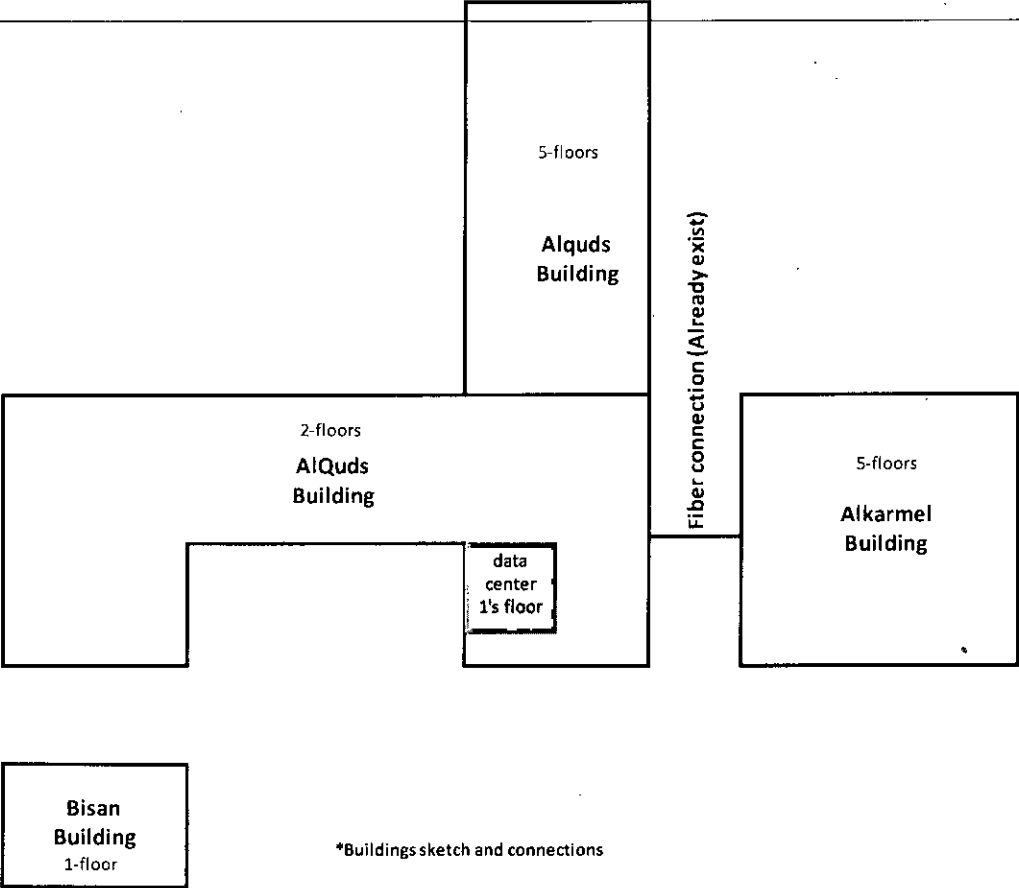 5-floors
Alquds
Building
Fiber connection (Already exist)
2-floors
AlQuds
Building
5-floors
Alkarmel
Building
data
center
1's floor
Bisan
Building
1-floor
*Buildings sketch and connections